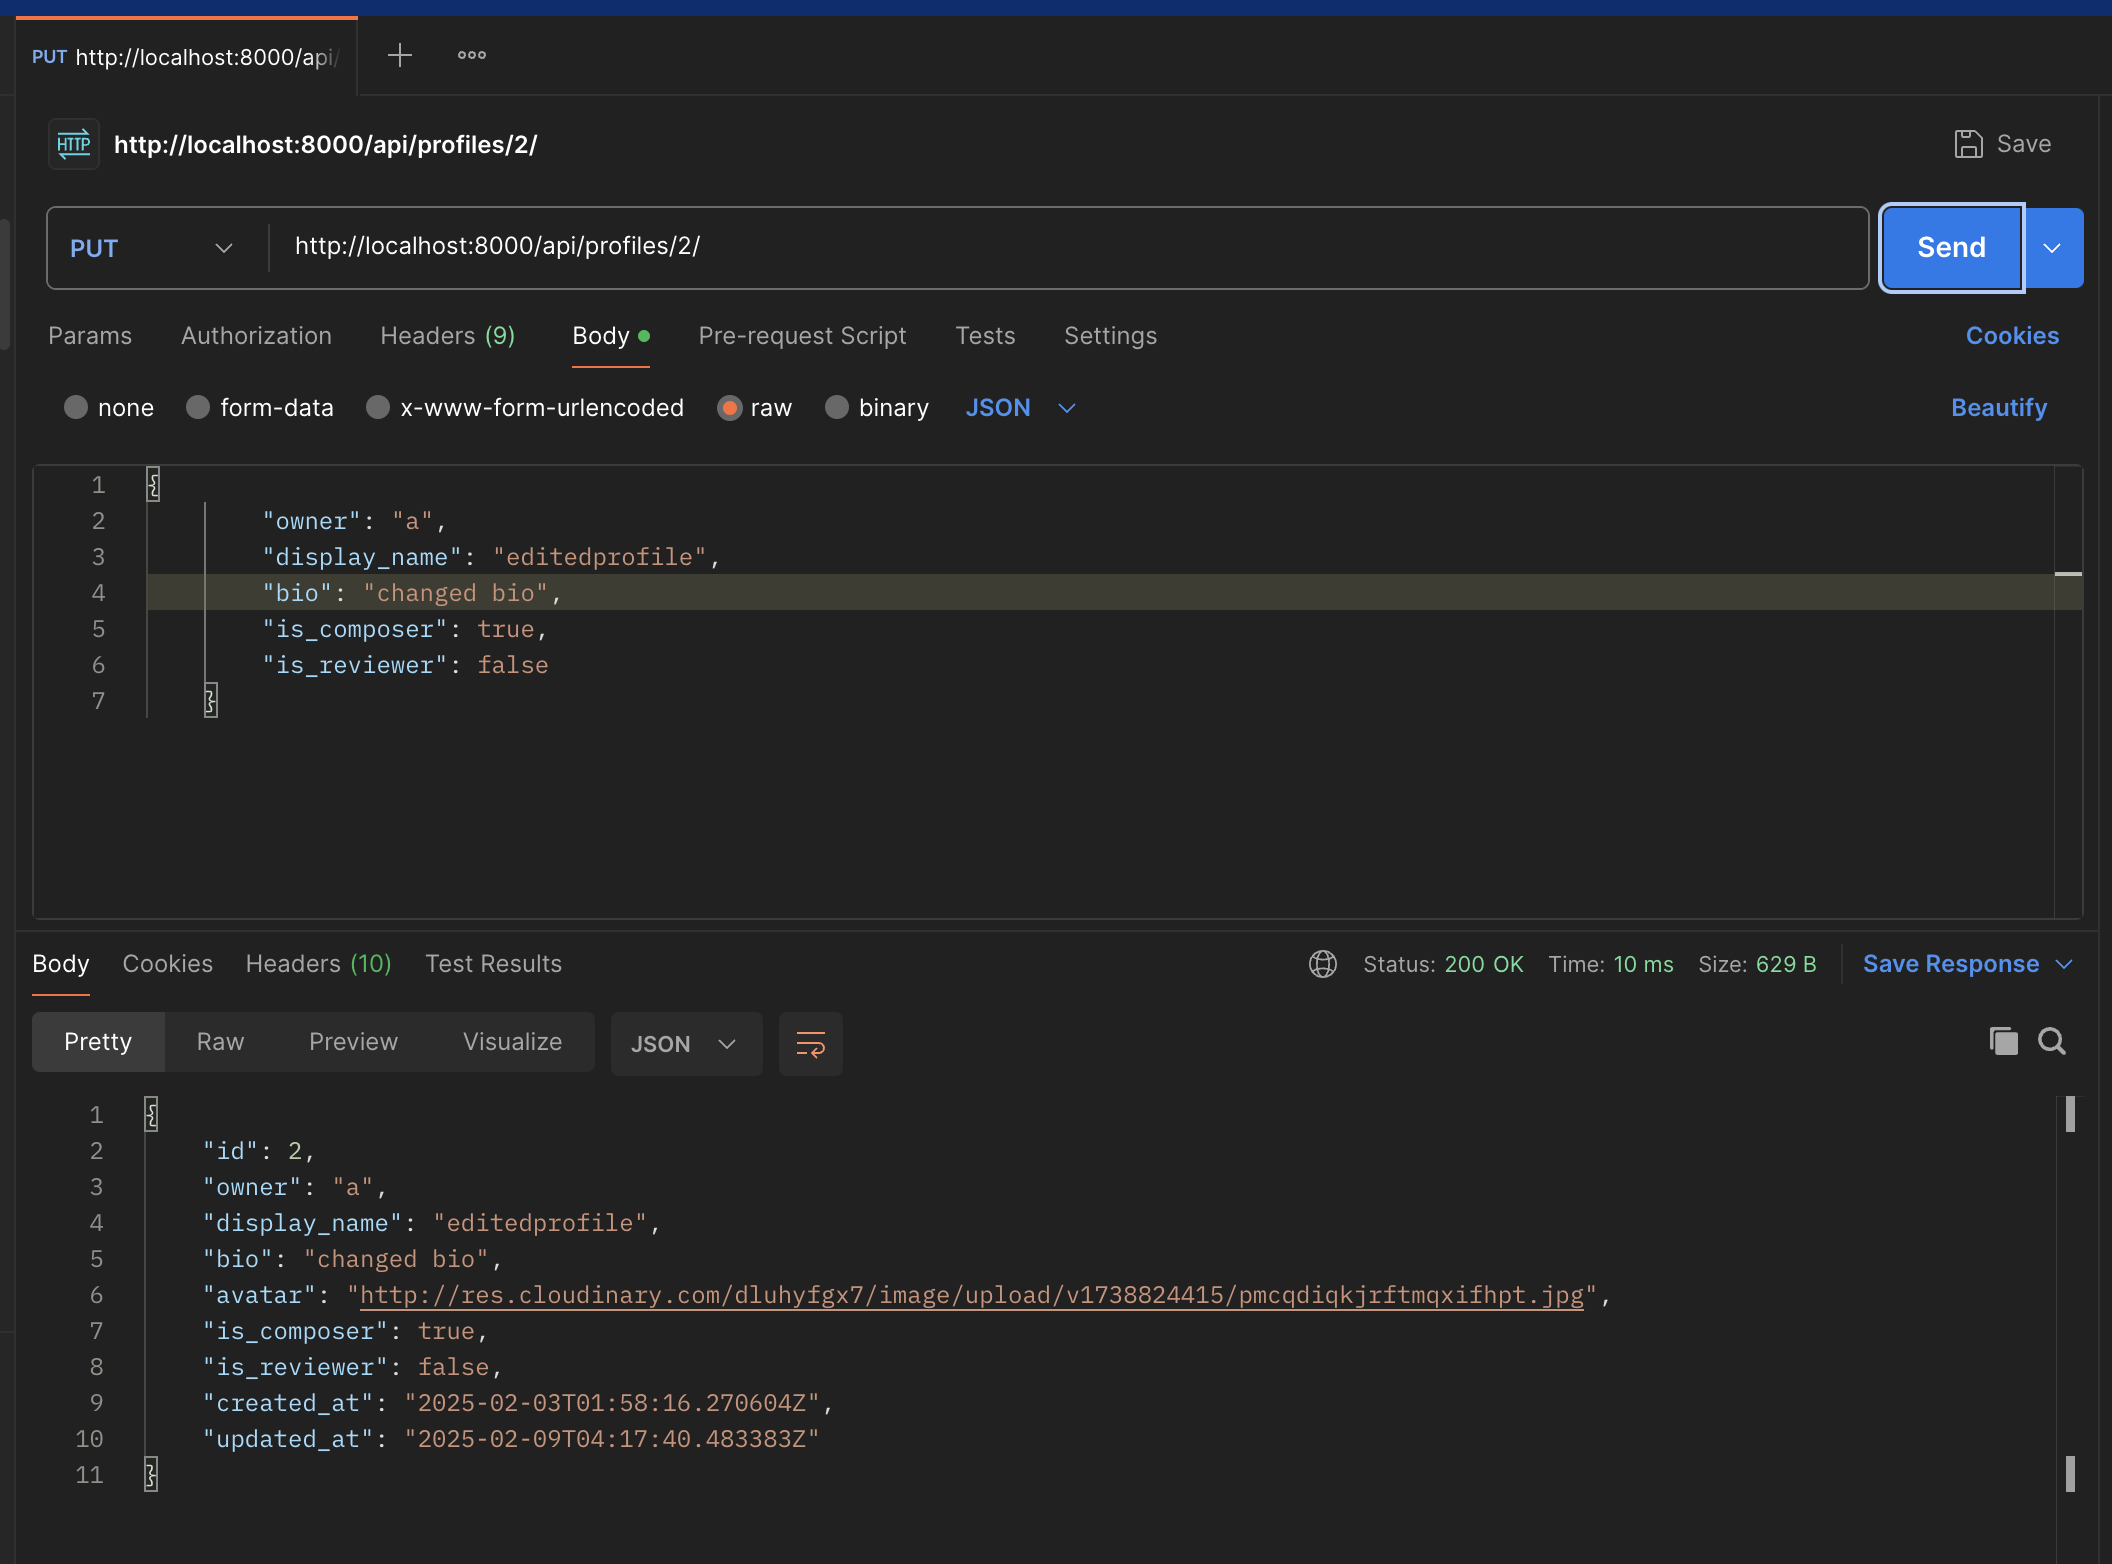 PUT http://localhost:8000/api/
HTTP http://localhost:8000/api/profiles/2/ Save
PUT http://localhost:8000/api/profiles/2/ Send
Params Authorization Headers (9) Body Pre-request Script Tests Settings Cookies
none form-data x-www-form-urlencoded raw binary JSON Beautify
1 {
2 "owner": "a",
3 "display_name": "editedprofile",
4 "bio": "changed bio",
5 "is_composer": true,
6 "is_reviewer": false
7 }
Body Cookies Headers (10) Test Results Status: 200 OK Time: 10 ms Size: 629 B Save Response
Pretty Raw Preview Visualize JSON
1 {
2 "id": 2,
3 "owner": "a",
4 "display_name": "editedprofile",
5 "bio": "changed bio",
6 "avatar": "http://res.cloudinary.com/dluhyfgx7/image/upload/v1738824415/pmcqdiqkjrftmqxifhpt.jpg",
7 "is_composer": true,
8 "is_reviewer": false,
9 "created_at": "2025-02-03T01:58:16.270604Z",
10 "updated_at": "2025-02-09T04:17:40.483383Z"
11 }